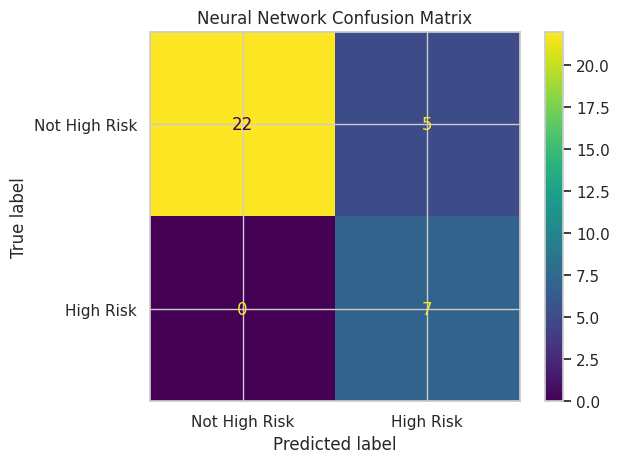 Neural Network Confusion Matrix
True label
Not High Risk
High Risk
22
5
0
7
Not High Risk
High Risk
Predicted label
20.0
17.5
15.0
12.5
10.0
7.5
5.0
2.5
0.0